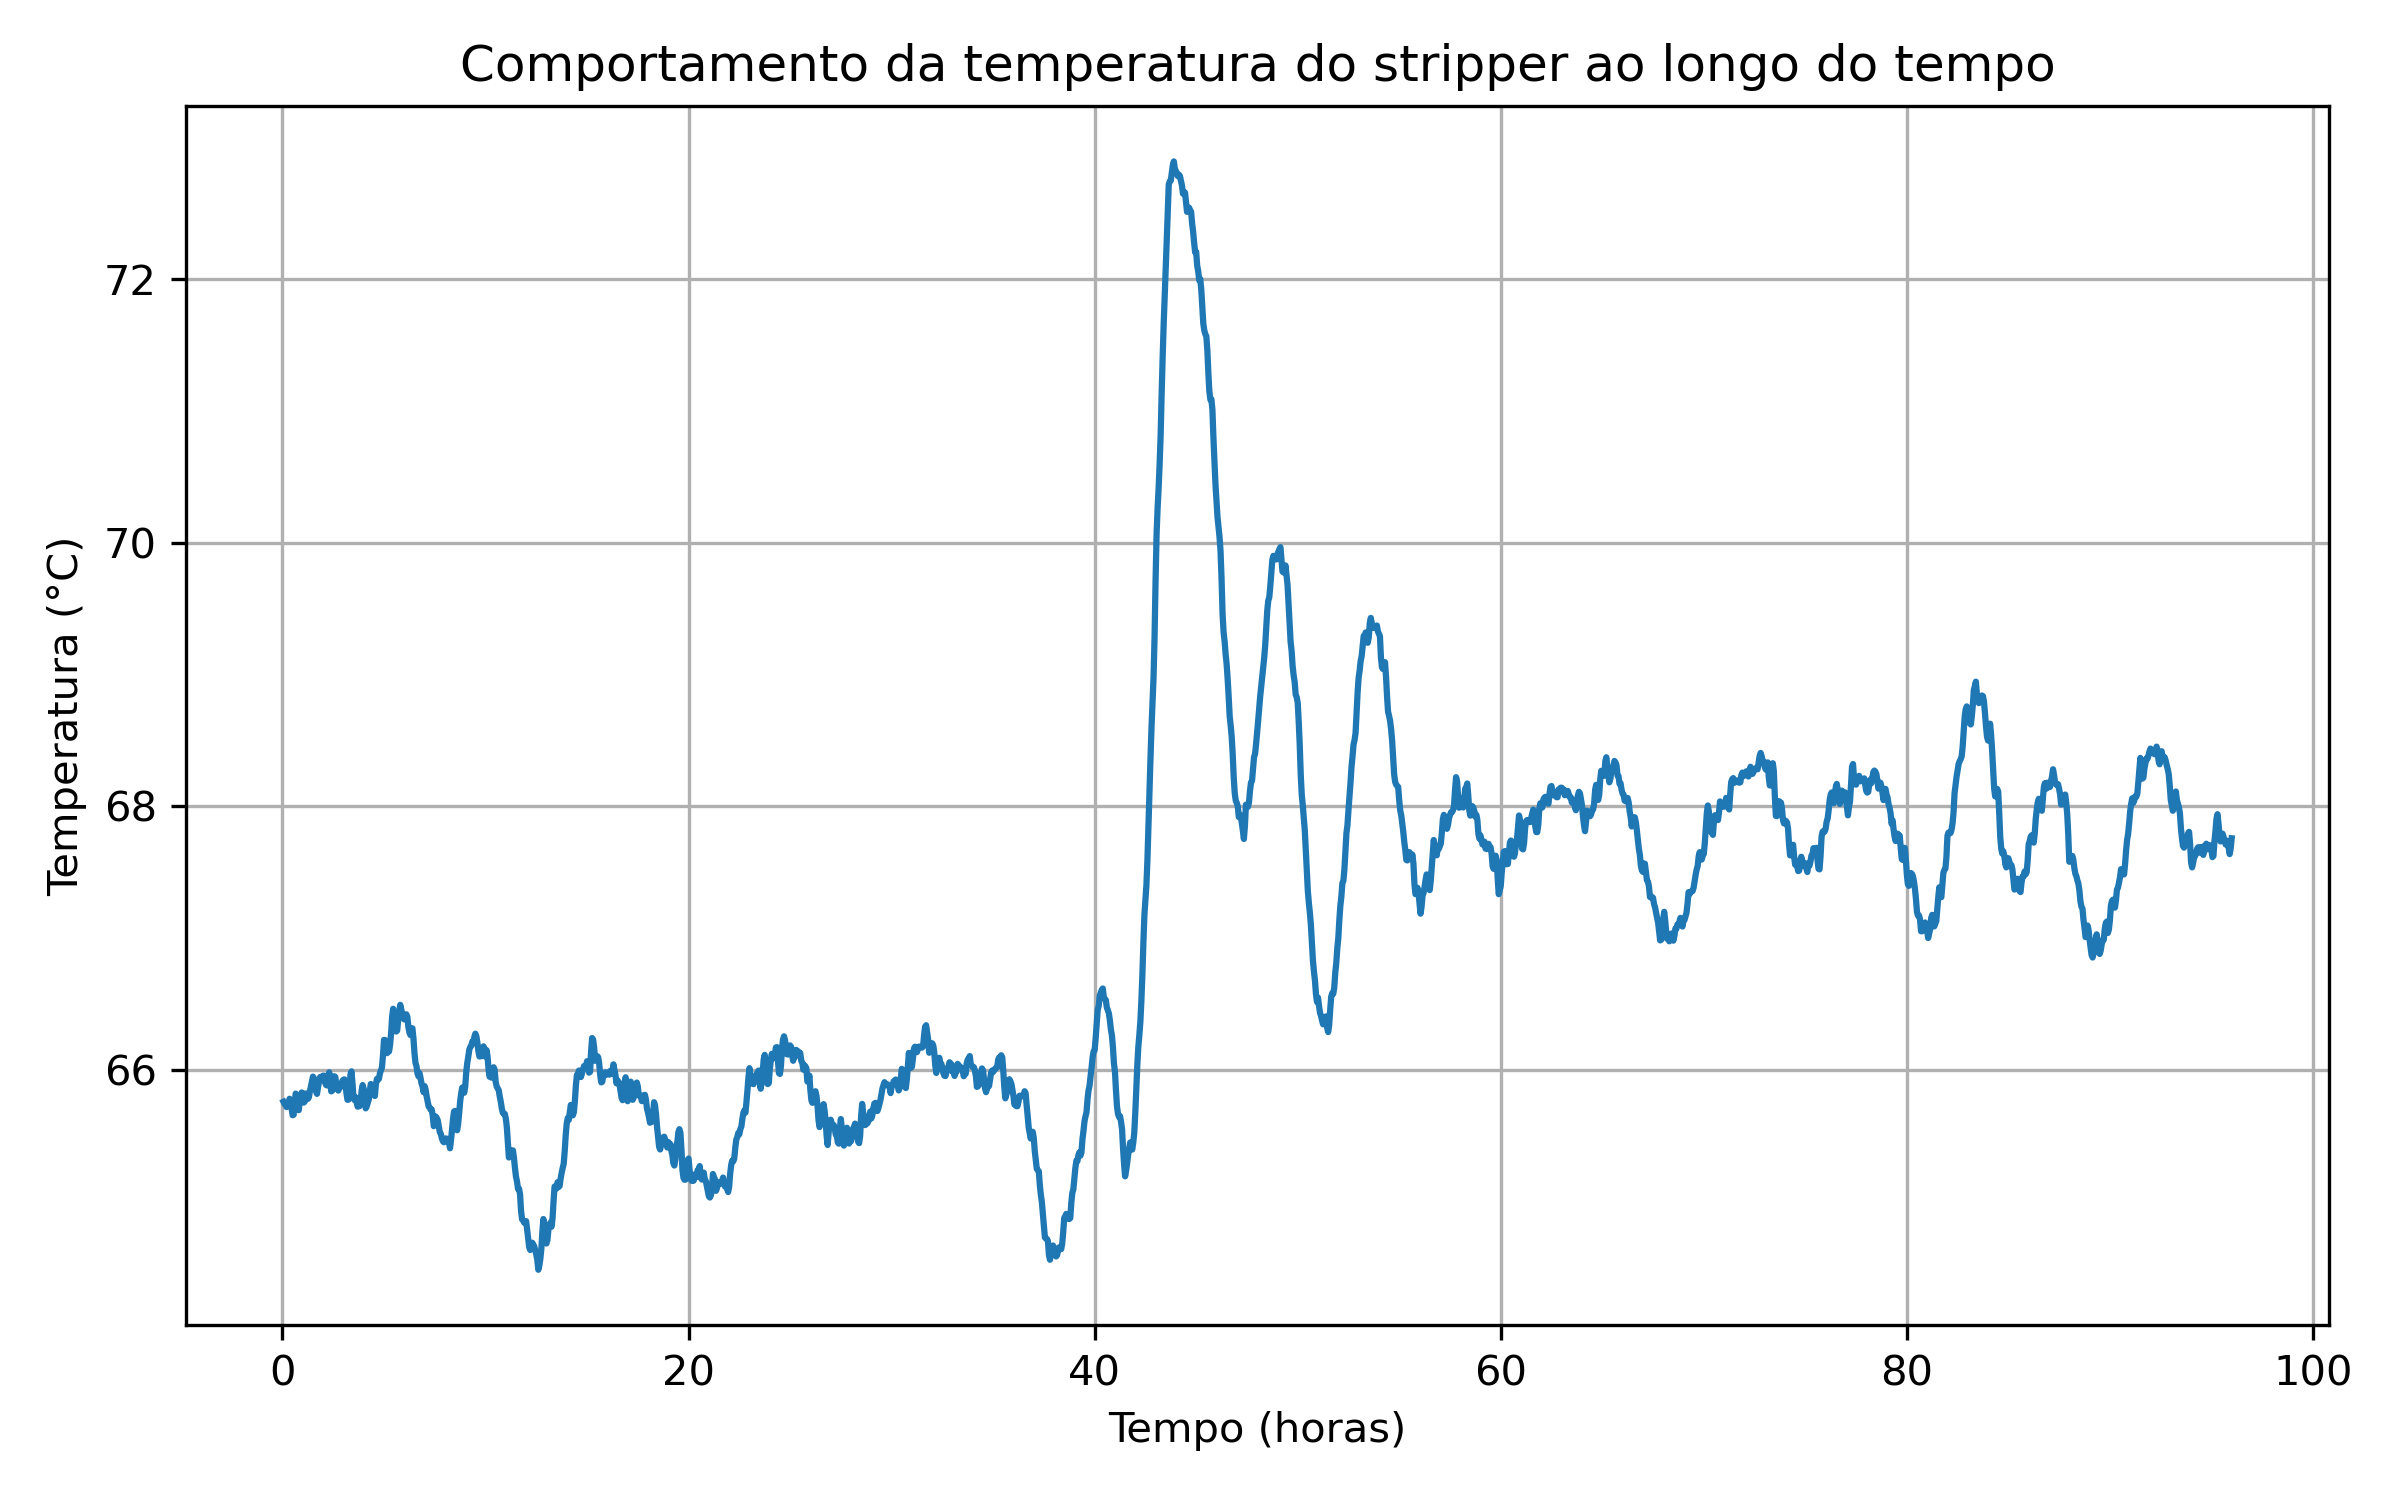 Comportamento da temperatura do stripper ao longo do tempo
Temperatura (°C)
72
70
68
66
0 20 40 60 80 100
Tempo (horas)